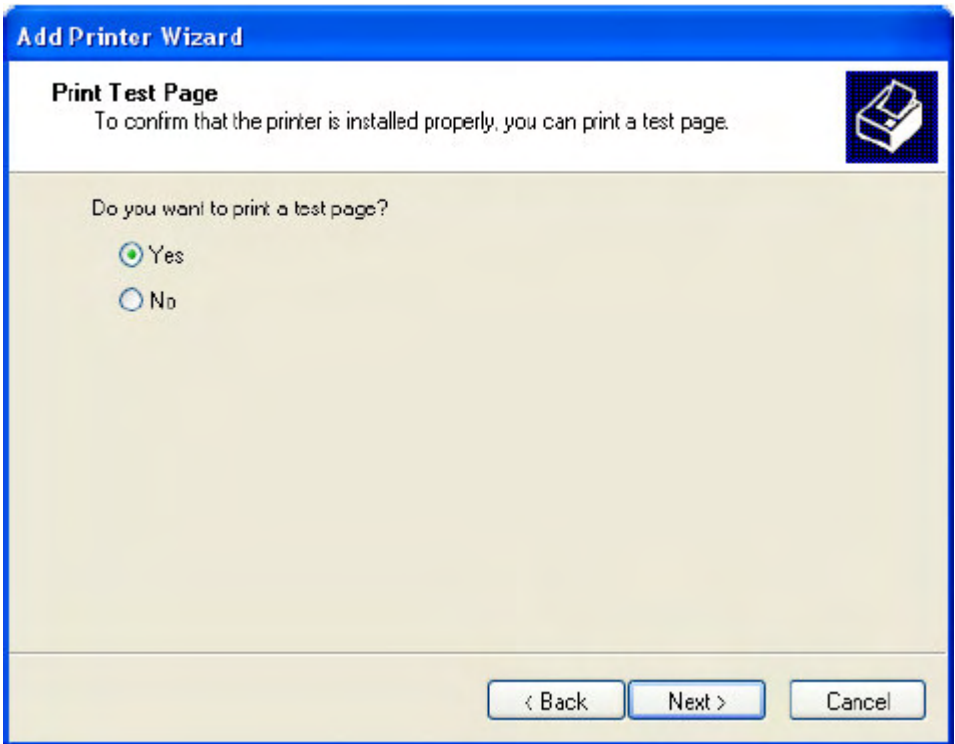 Add Printer Wizard
Print Test Page
To confirm that the printer is installed properly, you can print a test page.
Do you want to print a test page?
Yes
No
< Back Next > Cancel